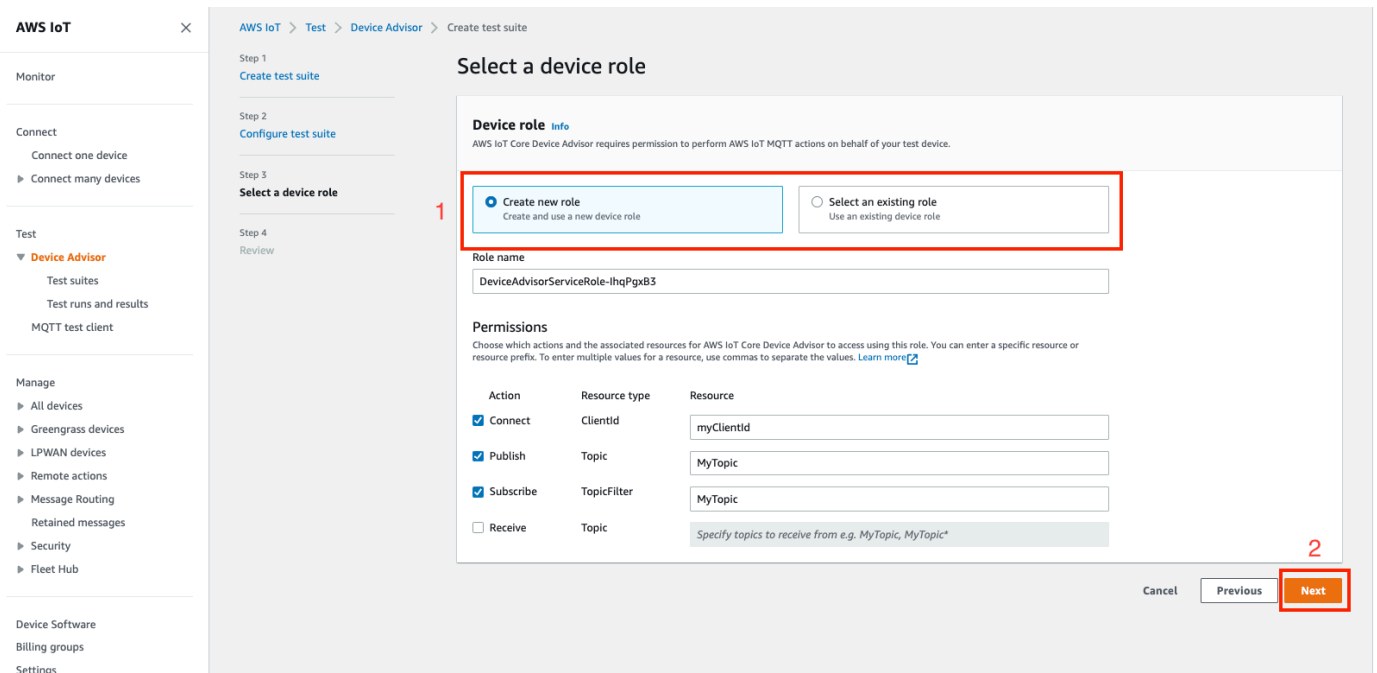 AWS IoT
Monitor
Connect
Connect one device
Connect many devices
Test
Device Advisor
Test suites
Test runs and results
MQTT test client
Manage
All devices
Greengrass devices
LPWAN devices
Remote actions
Message Routing
Retained messages
Security
Fleet Hub
Device Software
Billing groups
Settings
AWS IoT > Test > Device Advisor > Create test suite
Step 1
Create test suite
Step 2
Configure test suite
Step 3
Select a device role
Step 4
Review
Select a device role
Device role Info
AWS IoT Core Device Advisor requires permission to perform AWS IoT MQTT actions on behalf of your test device.
1
Create new role
Create and use a new device role
Select an existing role
Use an existing device role
Role name
DeviceAdvisorServiceRole-IhqPgxB3
Permissions
Choose which actions and the associated resources for AWS IoT Core Device Advisor to access using this role. You can enter a specific resource or
resource prefix. To enter multiple values for a resource, use commas to separate the values. Learn more
Action Resource type Resource
Connect ClientId myClientId
Publish Topic MyTopic
Subscribe TopicFilter MyTopic
Receive Topic Specify topics to receive from e.g. MyTopic, MyTopic*
2
Cancel Previous Next